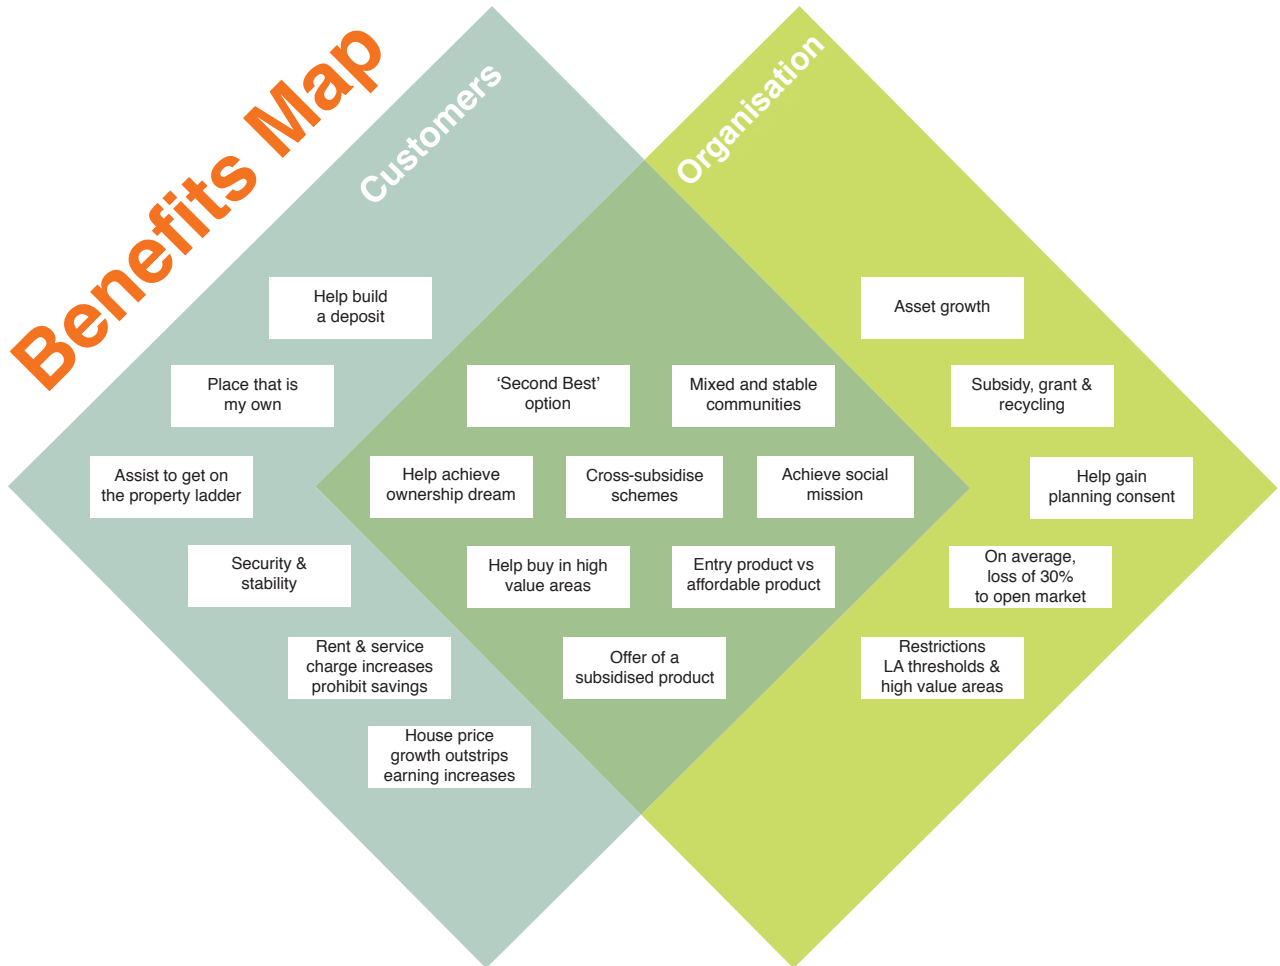 Benefits Map
Customers
Organisation
Help build
a deposit
Place that is
my own
Assist to get on
the property ladder
Security &
stability
Rent & service
charge increases
prohibit savings
House price
growth outstrips
earning increases
‘Second Best’
option
Mixed and stable
communities
Help achieve
ownership dream
Cross-subsidise
schemes
Achieve social
mission
Help buy in high
value areas
Entry product vs
affordable product
Offer of a
subsidised product
Asset growth
Subsidy, grant &
recycling
Help gain
planning consent
On average,
loss of 30%
to open market
Restrictions
LA thresholds &
high value areas